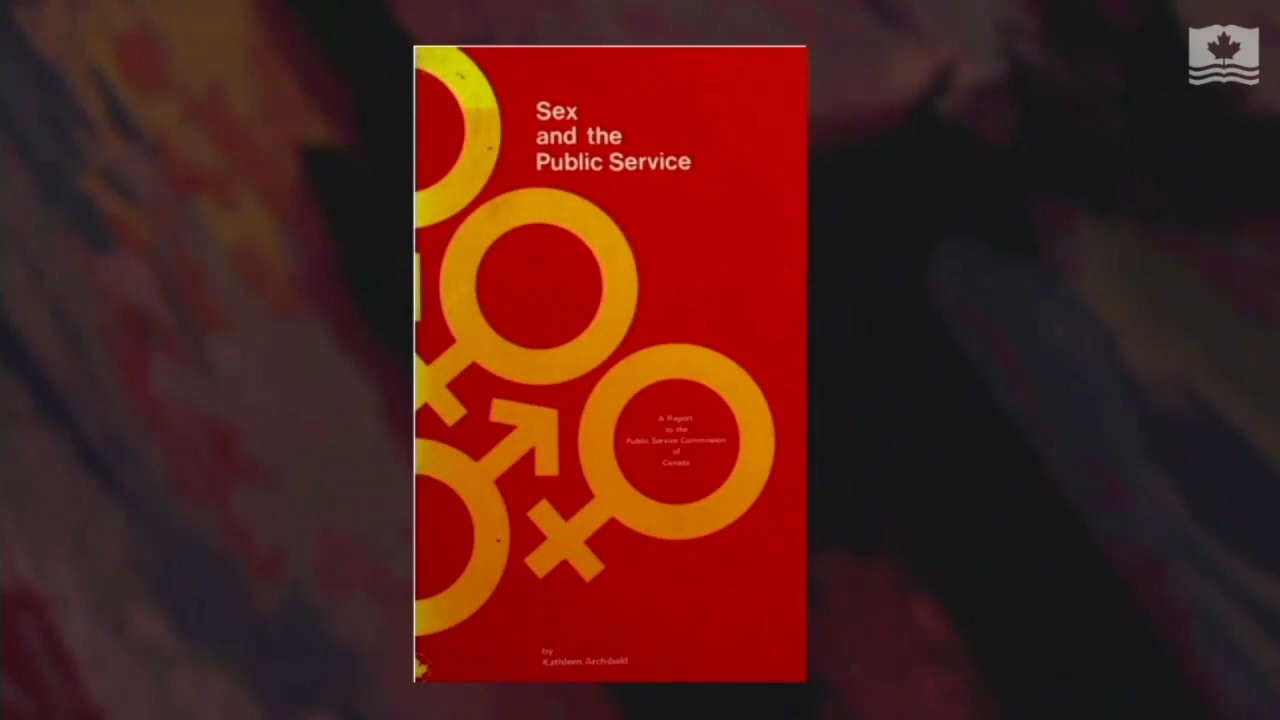 Sex
and the
Public Service
A Report
to the
Public Service Commission
of
Canada
by
Kathleen Archibald